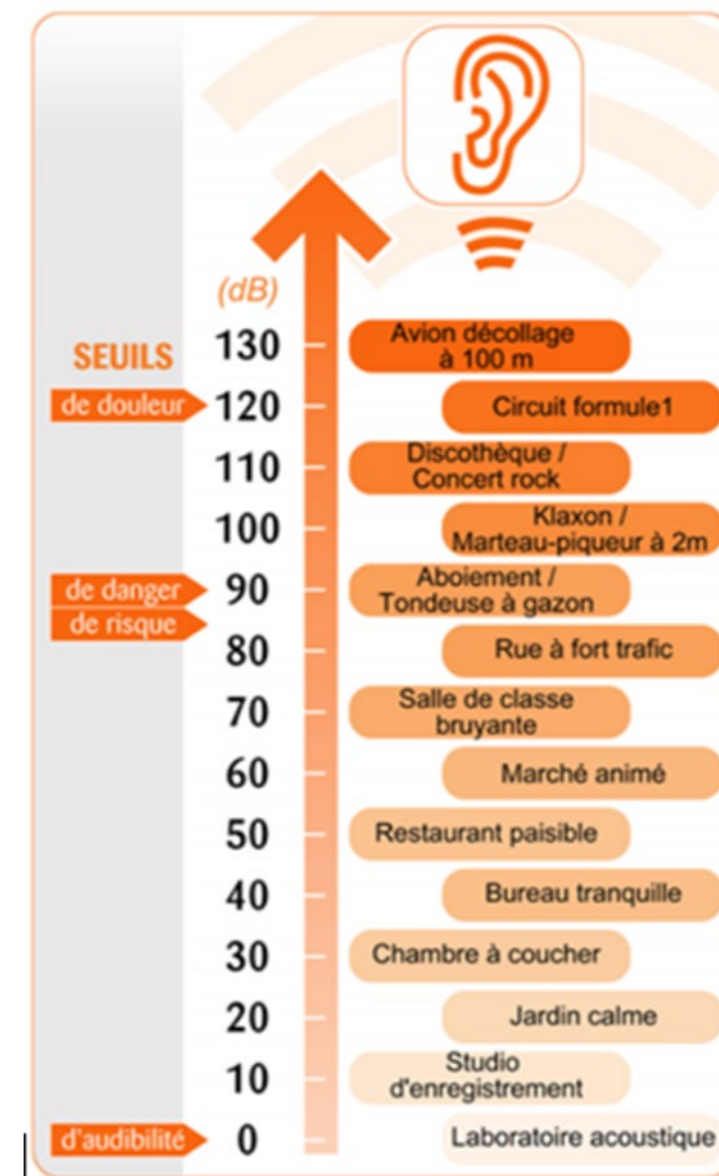 (dB)
SEUILS
130
Avion décollage
à 100 m
de douleur
120
Circuit formule1
110
Discothèque /
Concert rock
100
Klaxon /
Marteau-piqueur à 2m
de danger
90
Aboiement /
Tondeuse à gazon
de risque
80
Rue à fort trafic
70
Salle de classe
bruyante
60
Marché animé
50
Restaurant paisible
40
Bureau tranquille
30
Chambre à coucher
20
Jardin calme
10
Studio
d'enregistrement
d'audibilité
0
Laboratoire acoustique